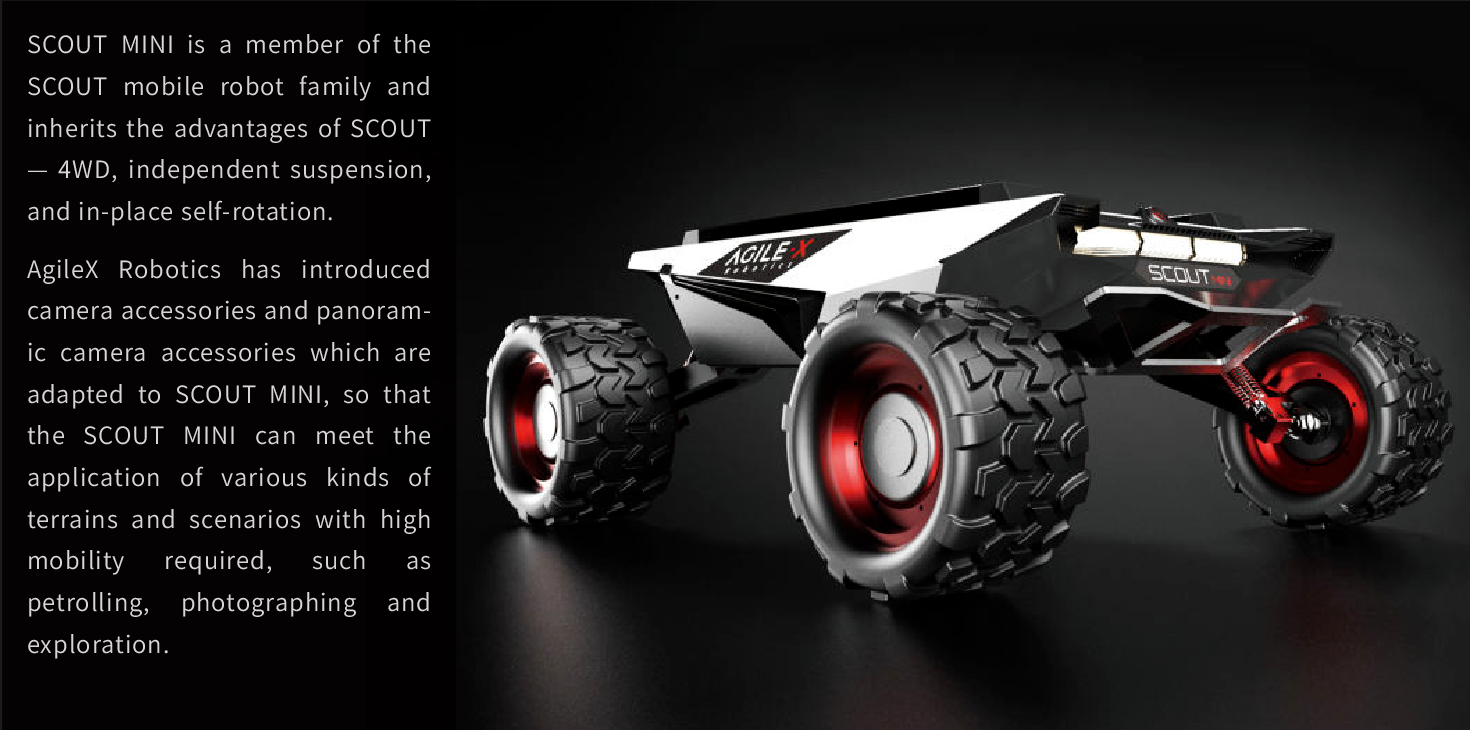 SCOUT MINI is a member of the
SCOUT mobile robot family and
inherits the advantages of SCOUT
— 4WD, independent suspension,
and in-place self-rotation.
AgileX Robotics has introduced
camera accessories and panoram-
ic camera accessories which are
adapted to SCOUT MINI, so that
the SCOUT MINI can meet the
application of various kinds of
terrains and scenarios with high
mobility required, such as
petrolling, photographing and
exploration.
AGILE·X
ROBOTICS
SCOUT MINI